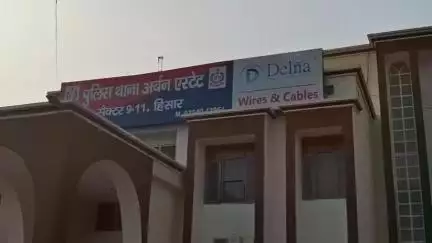 पुलिस थाना अर्बन एस्टेट
सैक्टर 9-11. हिसार
Delna
Wires & Cables